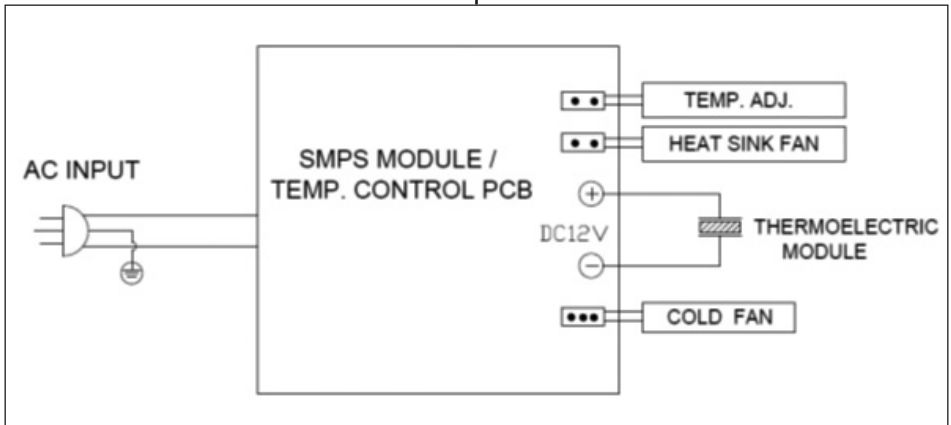 AC INPUT
SMPS MODULE /
TEMP. CONTROL PCB
TEMP. ADJ.
HEAT SINK FAN
+
DC12V
−
THERMOELECTRIC
MODULE
COLD FAN